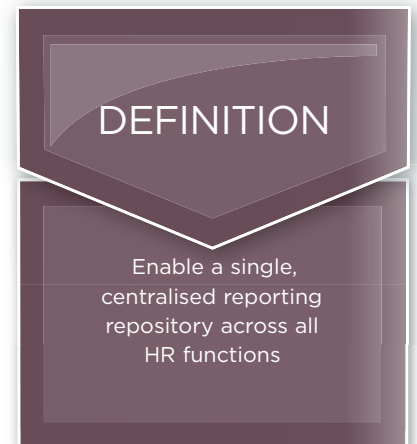 DEFINITION
Enable a single,
centralised reporting
repository across all
HR functions